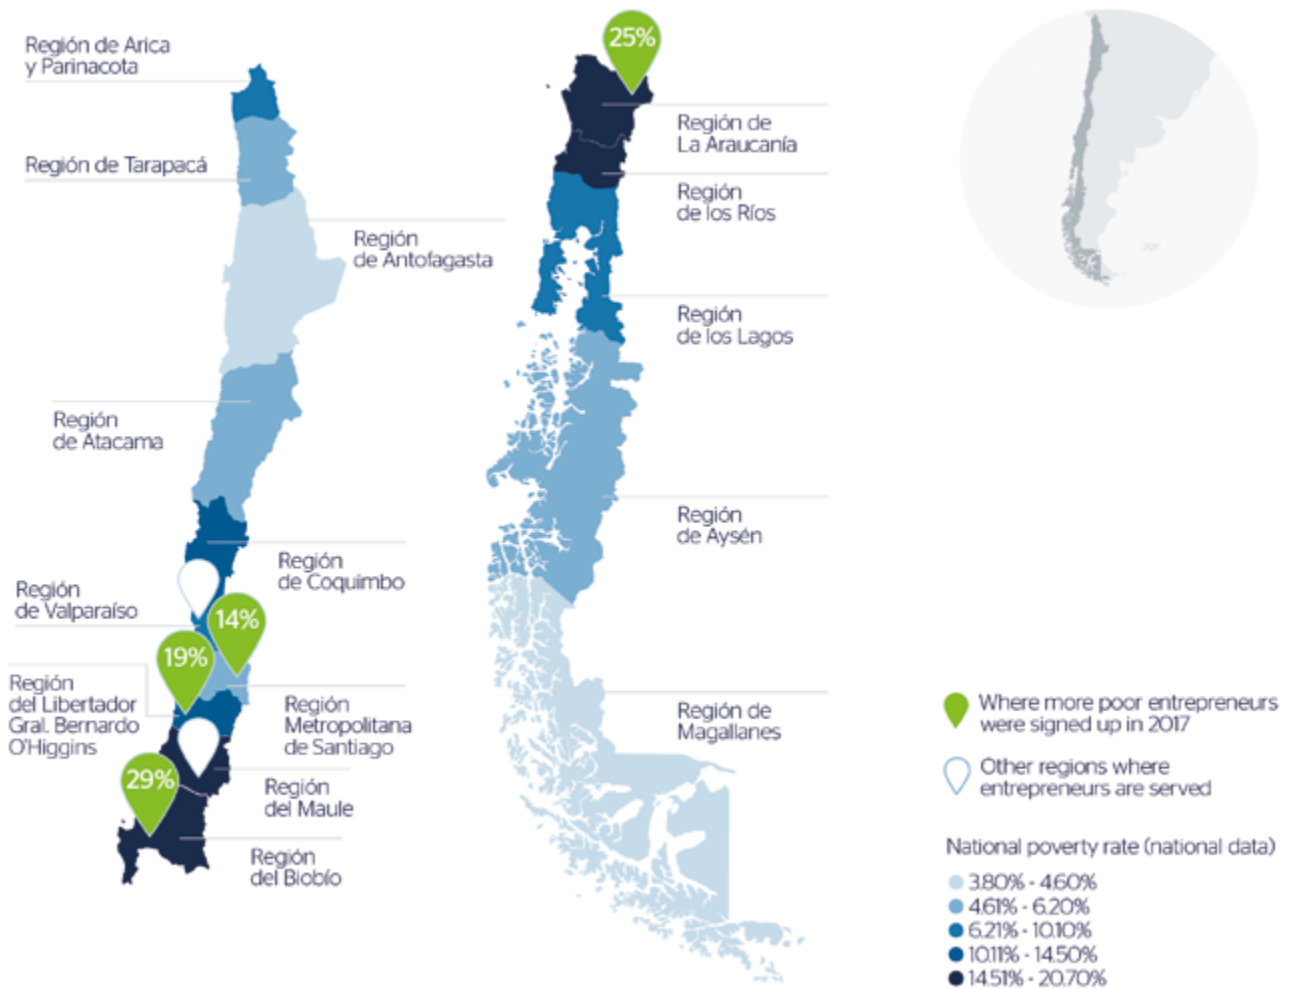 Región de Arica
y Parinacota
Región de Tarapacá
Región
de Antofagasta
Región
de Atacama
Región
de Coquimbo
Región
de Valparaíso
14%
19%
Región
del Libertador
Gral. Bernardo
O'Higgins
Región
Metropolitana
de Santiago
29%
Región
del Maule
Región
del Biobío
25%
Región de
La Araucanía
Región
de los Ríos
Región
de los Lagos
Región
de Aysén
Región de
Magallanes
Where more poor entrepreneurs
were signed up in 2017
Other regions where
entrepreneurs are served
National poverty rate (national data)
3.80% - 4.60%
4.61% - 6.20%
6.21% - 10.10%
10.11% - 14.50%
14.51% - 20.70%